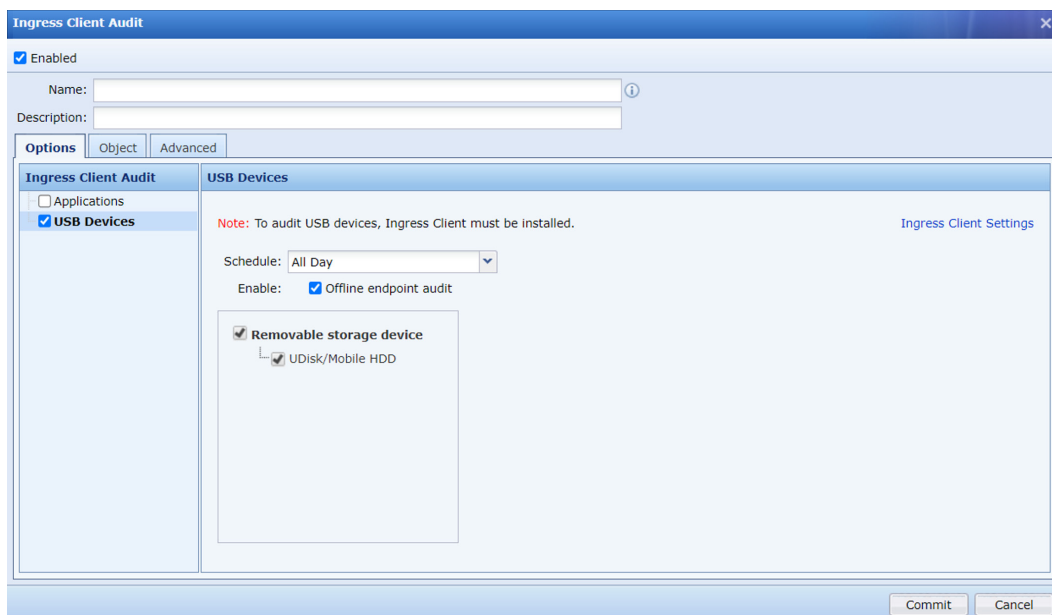 Ingress Client Audit
Enabled
Name:
Description:
Options Object Advanced
Ingress Client Audit
Applications
USB Devices
USB Devices
Note: To audit USB devices, Ingress Client must be installed. Ingress Client Settings
Schedule: All Day
Enable: Offline endpoint audit
Removable storage device
UDisk/Mobile HDD
Commit Cancel